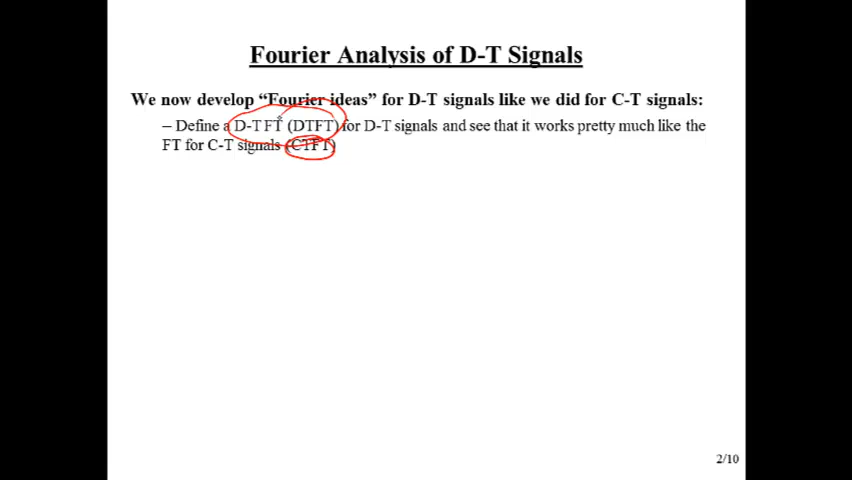 Fourier Analysis of D-T Signals
We now develop “Fourier ideas” for D-T signals like we did for C-T signals:
– Define a D-T FT (DTFT) for D-T signals and see that it works pretty much like the
FT for C-T signals (CTFT)
2/10